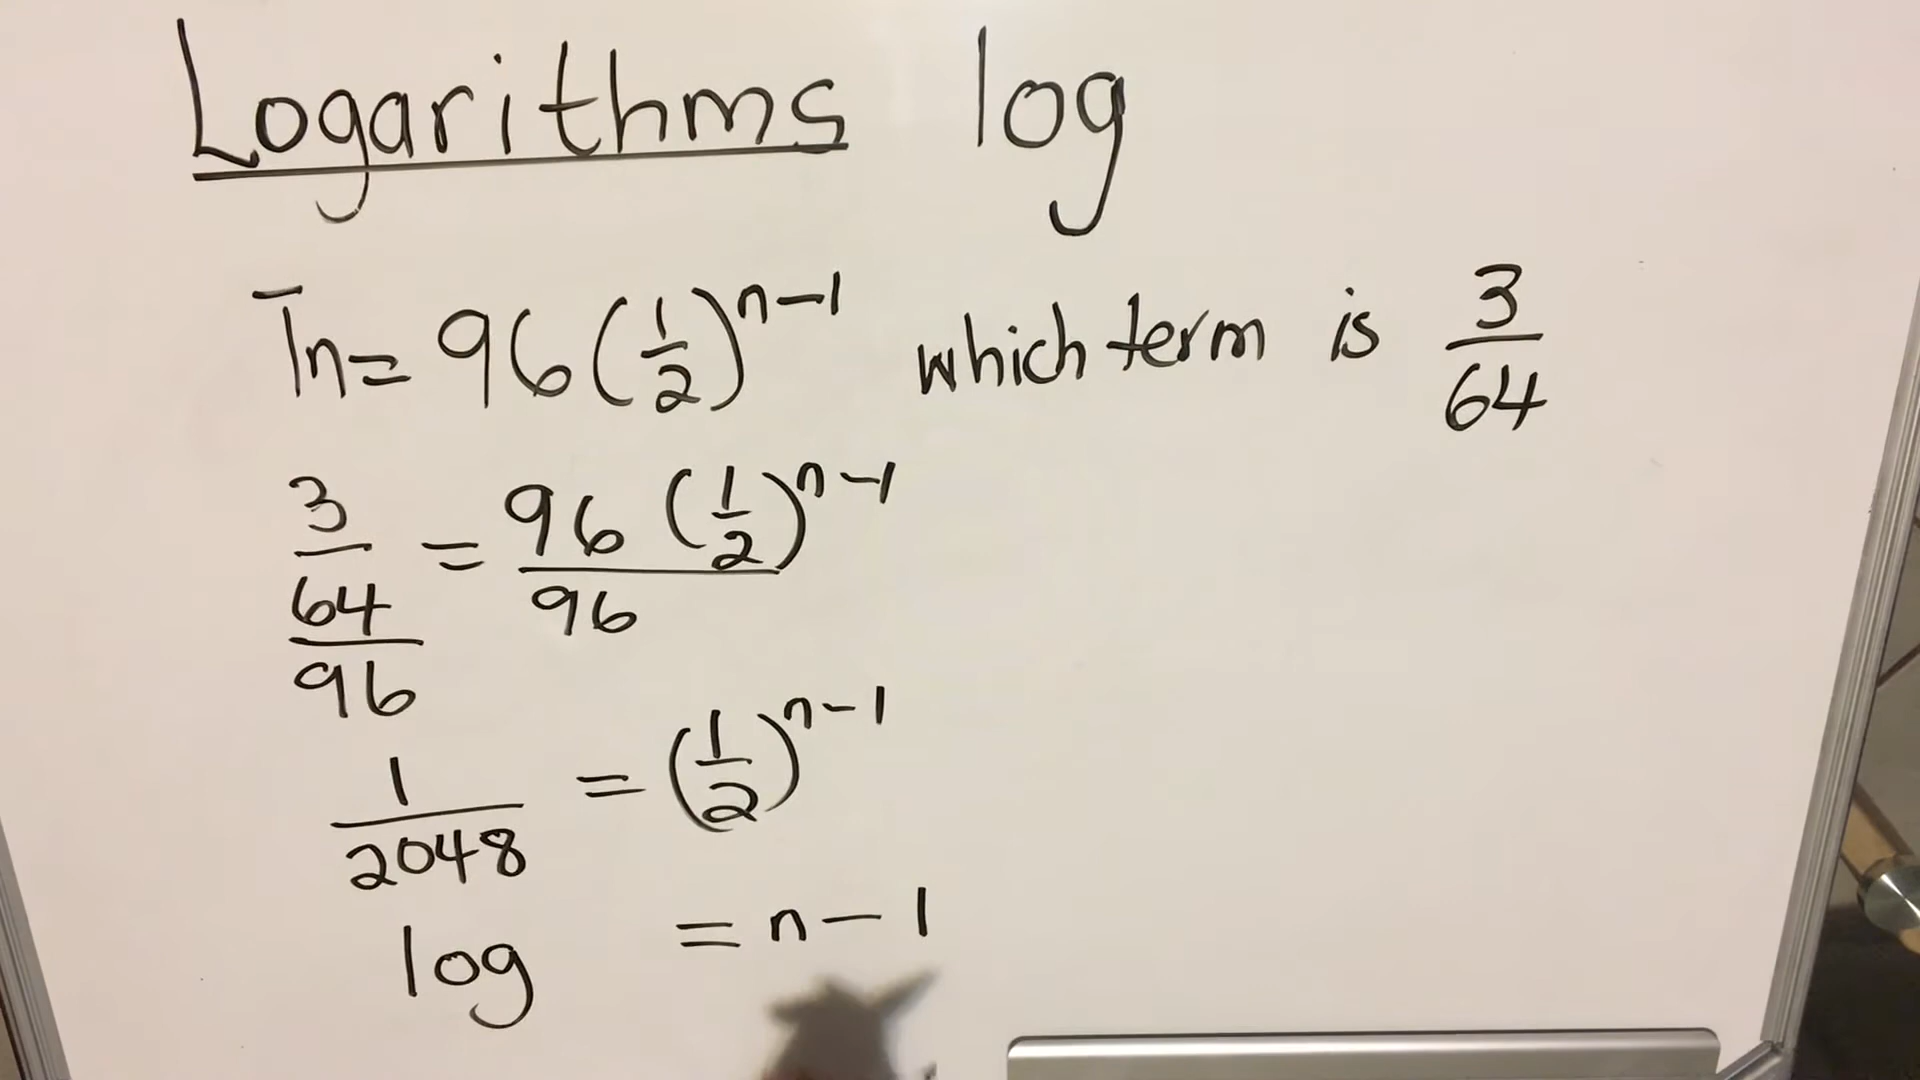 Logarithms log
Tn = 96(1/2)^(n-1) which term is 3/64
3/64/96 = 96(1/2)^(n-1)/96
1/2048 = (1/2)^(n-1)
log = n-1